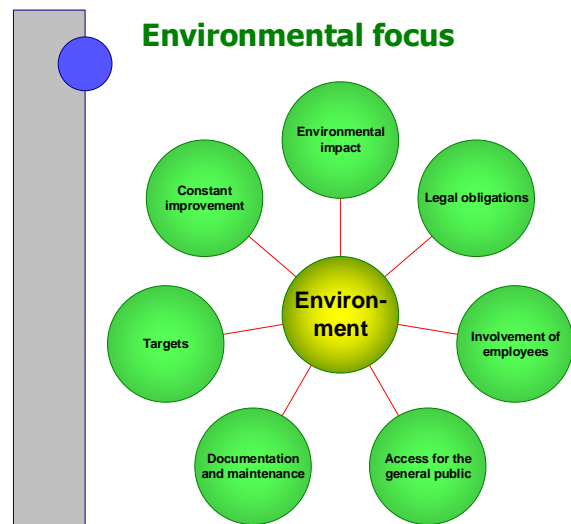 Environmental focus
Environmental
impact
Constant
improvement
Legal obligations
Environ-
ment
Targets
Involvement of
employees
Documentation
and maintenance
Access for the
general public